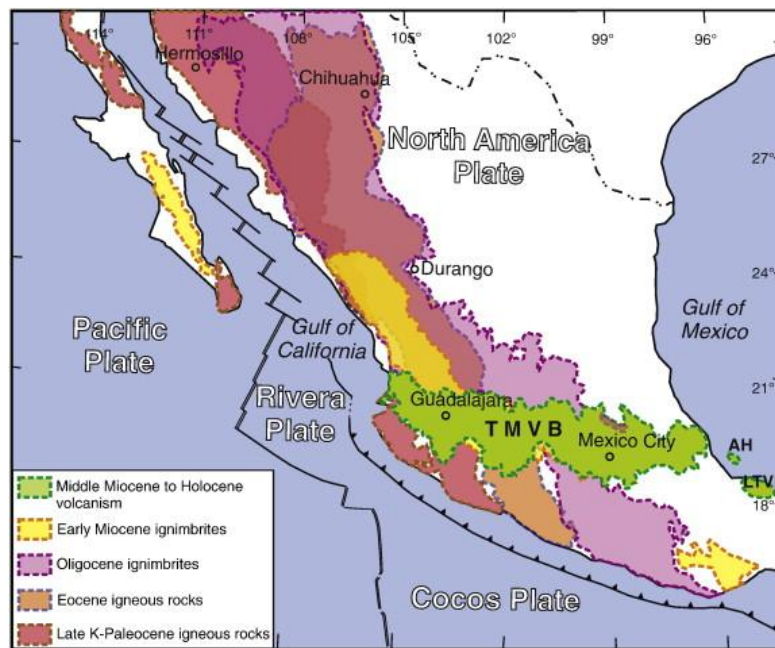 114°
111°
108°
105°
102°
99°
96°
Hermosillo
Chihuahua
North America
Plate
27°
24°
Durango
Gulf of
Mexico
Pacific
Plate
Gulf of
California
21°
Rivera
Plate
Guadalajara
T M V B
Mexico City
AH
LTV
18°
Cocos Plate
Middle Miocene to Holocene
volcanism
Early Miocene ignimbrites
Oligocene ignimbrites
Eocene igneous rocks
Late K-Paleocene igneous rocks